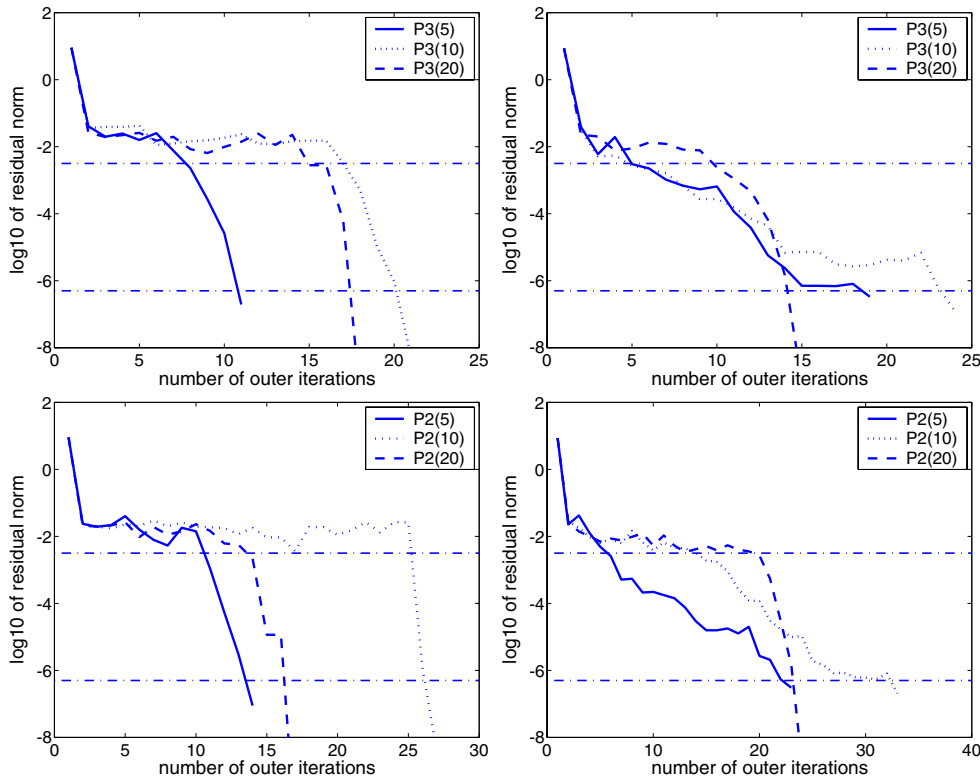 2
0
-2
-4
-6
-8
0 5 10 15 20 25
log10 of residual norm
number of outer iterations
P3(5)
P3(10)
P3(20)
2
0
-2
-4
-6
-8
0 5 10 15 20 25
log10 of residual norm
number of outer iterations
P3(5)
P3(10)
P3(20)
2
0
-2
-4
-6
-8
0 5 10 15 20 25 30
log10 of residual norm
number of outer iterations
P2(5)
P2(10)
P2(20)
2
0
-2
-4
-6
-8
0 10 20 30 40
log10 of residual norm
number of outer iterations
P2(5)
P2(10)
P2(20)